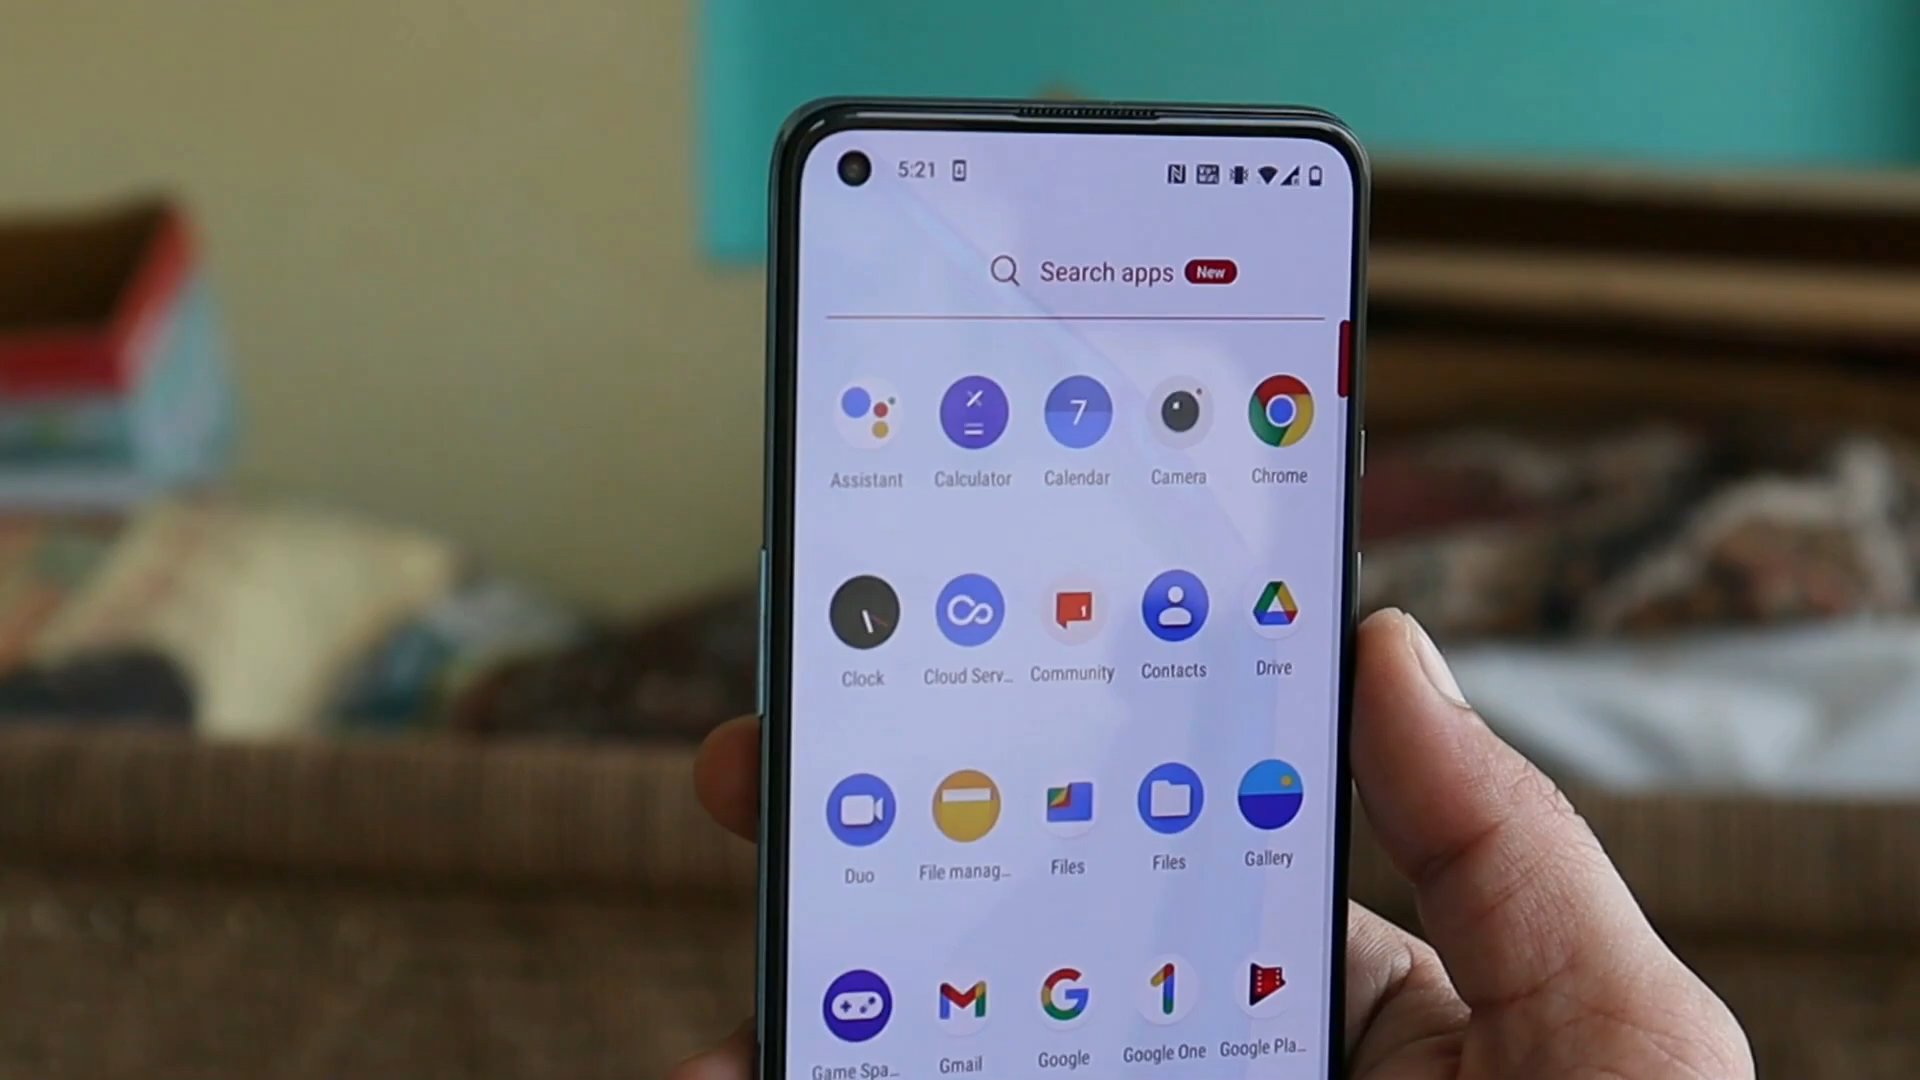 5:21
Search apps New
7
Assistant Calculator Calendar Camera Chrome
1
Clock Cloud Serv... Community Contacts Drive
Duo File manag... Files Files Gallery
Game Spa... Gmail Google Google One Google Pla...